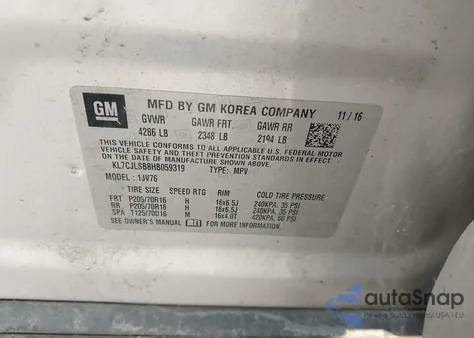 GM
MFD BY GM KOREA COMPANY 11/16
GVWR GAWR FRT GAWR RR
4286 LB 2348 LB 2194 LB
THIS VEHICLE CONFORMS TO ALL APPLICABLE U.S. FEDERAL MOTOR
VEHICLE SAFETY AND THEFT PREVENTION STANDARDS IN EFFECT ON
THE DATE OF MANUFACTURE SHOWN ABOVE.
KL7CJLSB8HB059319 TYPE: MPV
MODEL: 1JV76
TIRE SIZE SPEED RTG RIM COLD TIRE PRESSURE
FRT P205/70R16 H 16x6.5J 240KPA, 35 PSI
RR P205/70R16 H 16x6.5J 240KPA, 35 PSI
SPA T125/70D16 M 16x4.0T 420KPA, 60 PSI
SEE OWNER'S MANUAL FOR MORE INFORMATION.
autoSnap